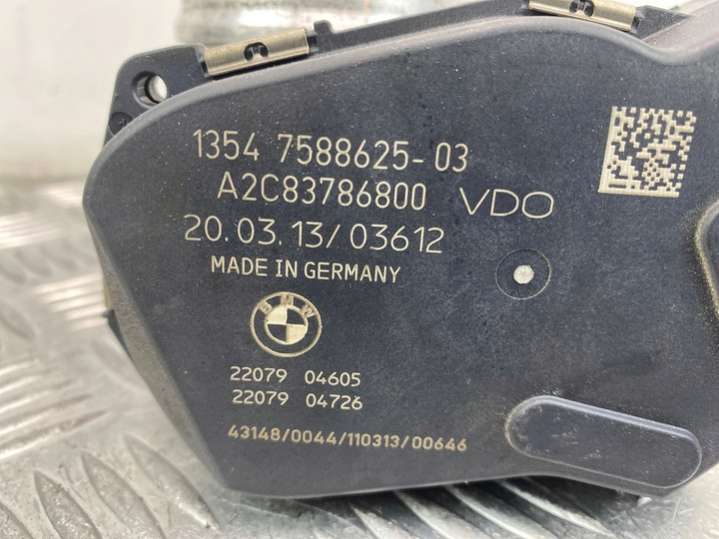 1354 7588625-03
A2C83786800 VDO
20.03.13/03612
MADE IN GERMANY
BMW
22079 04605
22079 04726
43148/0044/110313/00646